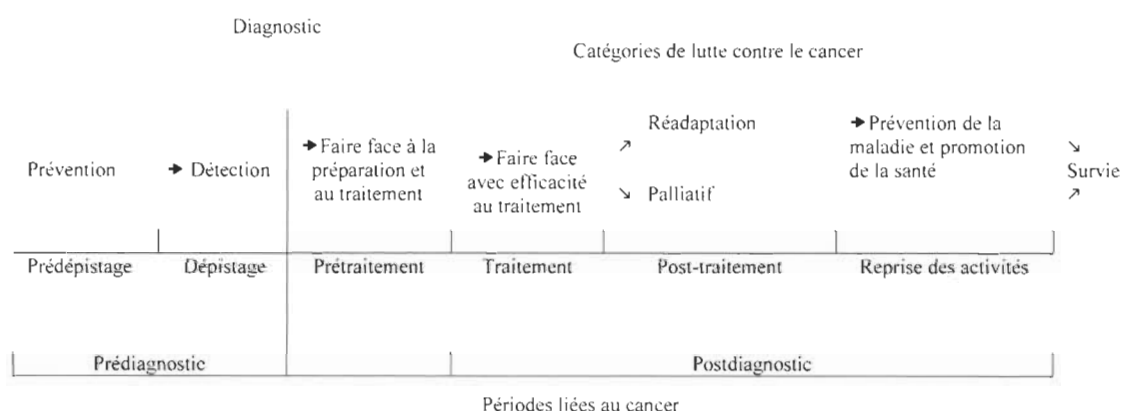 Diagnostic
Catégories de lutte contre le cancer
Prévention
➔ Détection
➔ Faire face à la
préparation et
au traitement
➔ Faire face
avec efficacité
au traitement
↗
Réadaptation
↘ Palliatif
➔ Prévention de la
maladie et promotion
de la santé
↘
Survie
↗
Prédépistage
Dépistage
Prétraitement
Traitement
Post-traitement
Reprise des activités
Prédiagnostic
Postdiagnostic
Périodes liées au cancer